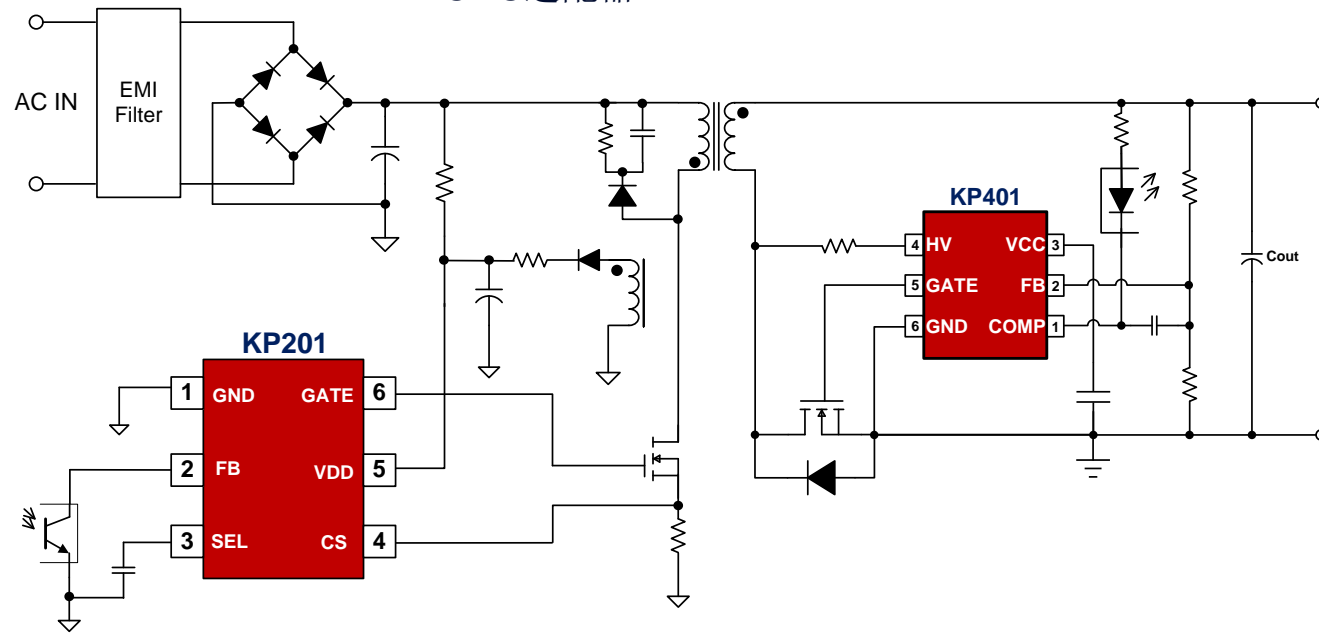 AC IN
EMI
Filter
KP401
4 HV VCC 3
5 GATE FB 2
6 GND COMP 1
Cout
KP201
1 GND GATE 6
2 FB VDD 5
3 SEL CS 4